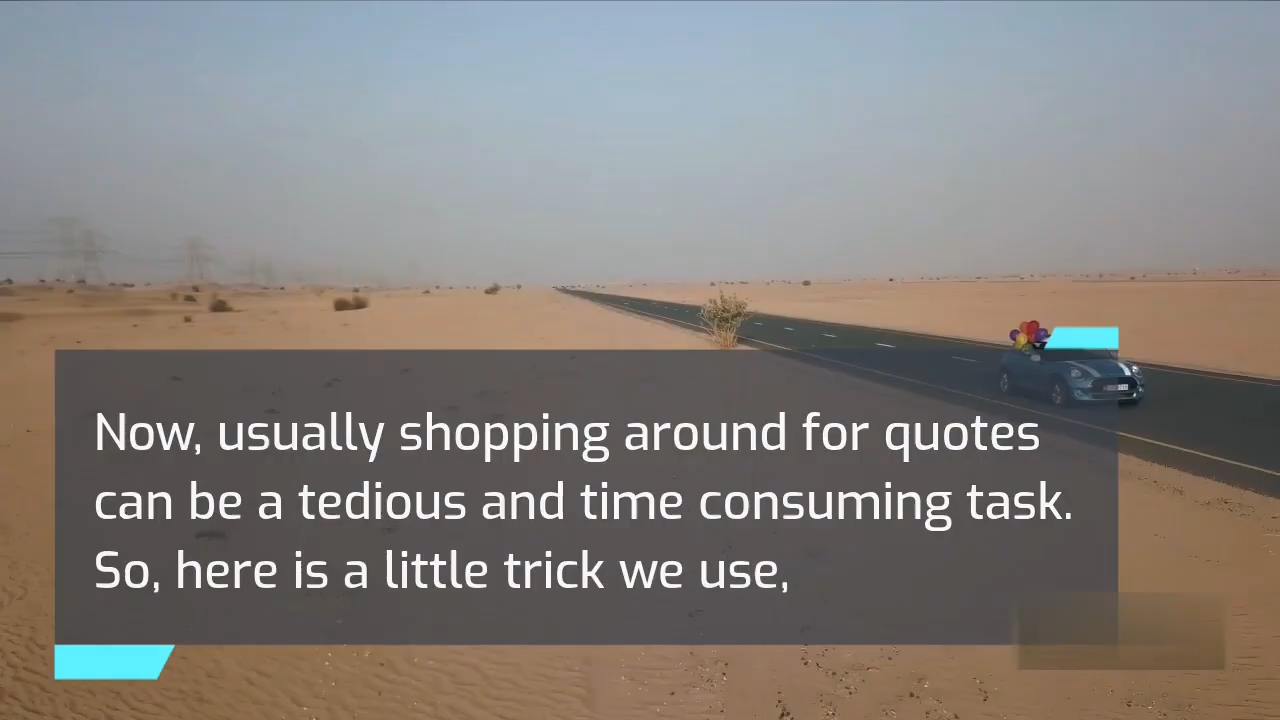 Now, usually shopping around for quotes
can be a tedious and time consuming task.
So, here is a little trick we use,